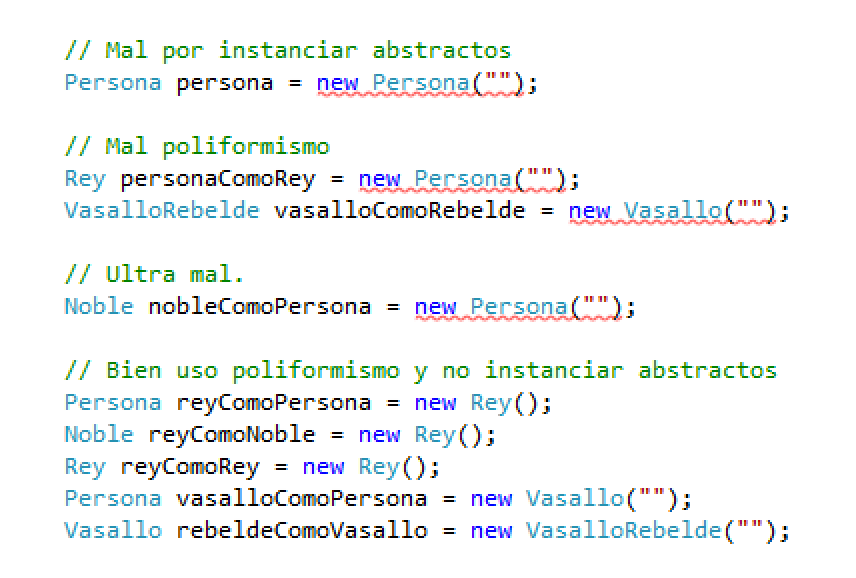 // Mal por instanciar abstractos
Persona persona = new Persona("");
// Mal poliformismo
Rey personaComoRey = new Persona("");
VasalloRebelde vasalloComoRebelde = new Vasallo("");
// Ultra mal.
Noble nobleComoPersona = new Persona("");
// Bien uso poliformismo y no instanciar abstractos
Persona reyComoPersona = new Rey();
Noble reyComoNoble = new Rey();
Rey reyComoRey = new Rey();
Persona vasalloComoPersona = new Vasallo("");
Vasallo rebeldeComoVasallo = new VasalloRebelde("");